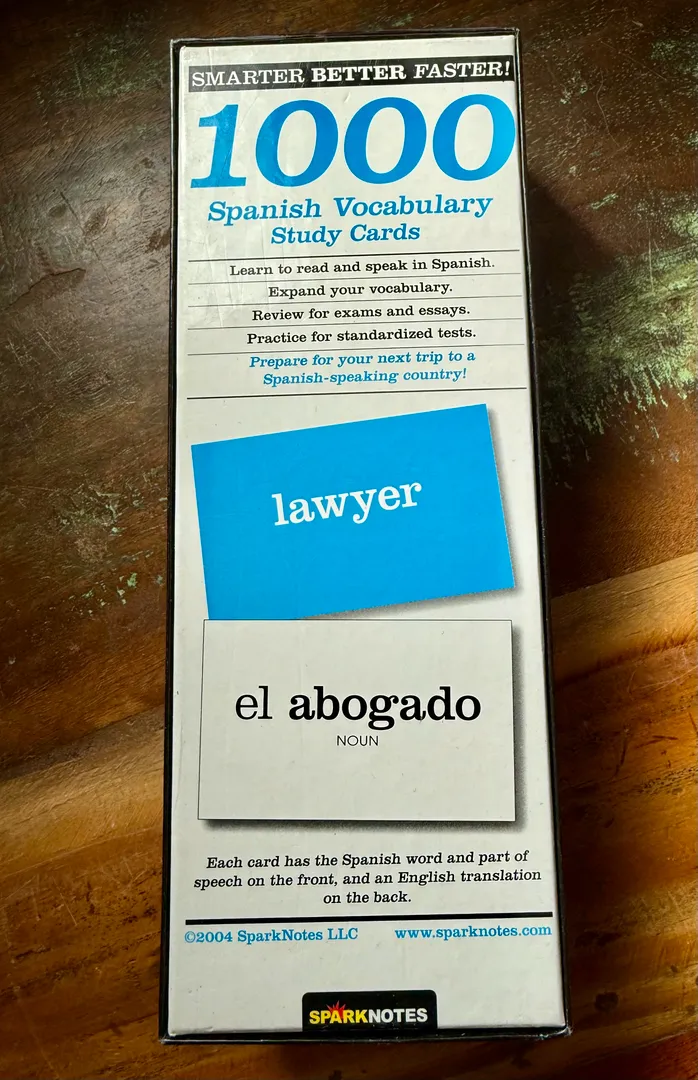 SMARTER BETTER FASTER!
1000
Spanish Vocabulary
Study Cards
Learn to read and speak in Spanish.
Expand your vocabulary.
Review for exams and essays.
Practice for standardized tests.
Prepare for your next trip to a
Spanish-speaking country!
lawyer
el abogado
NOUN
Each card has the Spanish word and part of
speech on the front, and an English translation
on the back.
©2004 SparkNotes LLC www.sparknotes.com
SPARKNOTES